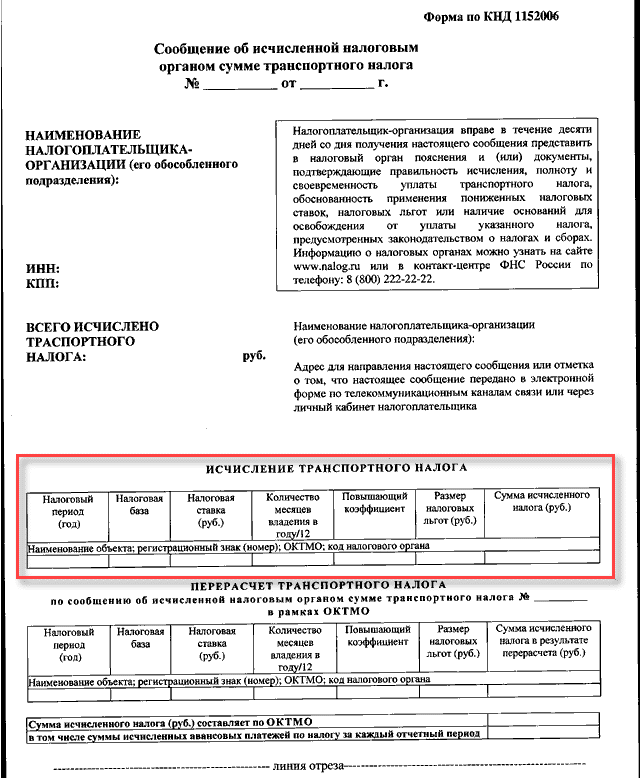 Форма по КНД 1152006
Сообщение об исчисленной налоговым
органом сумме транспортного налога
№ __________ от __________ г.
НАИМЕНОВАНИЕ
НАЛОГОПЛАТЕЛЬЩИКА-
ОРГАНИЗАЦИИ (его обособленного
подразделения):
ИНН:
КПП:
Налогоплательщик-организация вправе в течение десяти
дней со дня получения настоящего сообщения представить
в налоговый орган пояснения и (или) документы,
подтверждающие правильность исчисления, полноту и
своевременность уплаты транспортного налога,
обоснованность применения пониженных налоговых
ставок, налоговых льгот или наличие оснований для
освобождения от уплаты указанного налога,
предусмотренных законодательством о налогах и сборах.
Информацию о налоговых органах можно узнать на сайте
www.nalog.ru или в контакт-центре ФНС России по
телефону: 8 (800) 222-22-22.
ВСЕГО ИСЧИСЛЕНО
ТРАСПОРТНОГО
НАЛОГА: руб.
Наименование налогоплательщика-организации
(его обособленного подразделения):
Адрес для направления настоящего сообщения или отметка
о том, что настоящее сообщение передано в электронной
форме по телекоммуникационным каналам связи или через
личный кабинет налогоплательщика
ИСЧИСЛЕНИЕ ТРАНСПОРТНОГО НАЛОГА
Налоговый
период
(год)
Налоговая
база
Налоговая
ставка
(руб.)
Количество
месяцев
владения в
году/12
Повышающий
коэффициент
Размер
налоговых
льгот (руб.)
Сумма исчисленного
налога (руб.)
Наименование объекта; регистрационный знак (номер); ОКТМО; код налогового органа
ПЕРЕРАСЧЕТ ТРАНСПОРТНОГО НАЛОГА
по сообщению об исчисленной налоговым органом сумме транспортного налога № ________
в рамках ОКТМО
Налоговый
период
(год)
Налоговая
база
Налоговая
ставка
(руб.)
Количество
месяцев
владения в
году/12
Повышающий
коэффициент
Размер
налоговых
льгот (руб.)
Сумма исчисленного
налога в результате
перерасчета (руб.)
Наименование объекта; регистрационный знак (номер); ОКТМО; код налогового органа
Сумма исчисленного налога (руб.) составляет по ОКТМО
в том числе суммы исчисленных авансовых платежей по налогу за каждый отчетный период
линия отреза